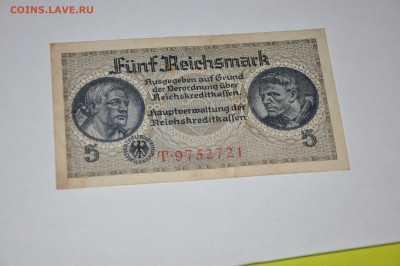 COINS.LAVE.RU
Fünf Reichsmark
Ausgegeben auf Grund
der Verordnung über
Reichskreditkassen
Hauptverwaltung der
Reichskreditkassen
5
T·9752721
5